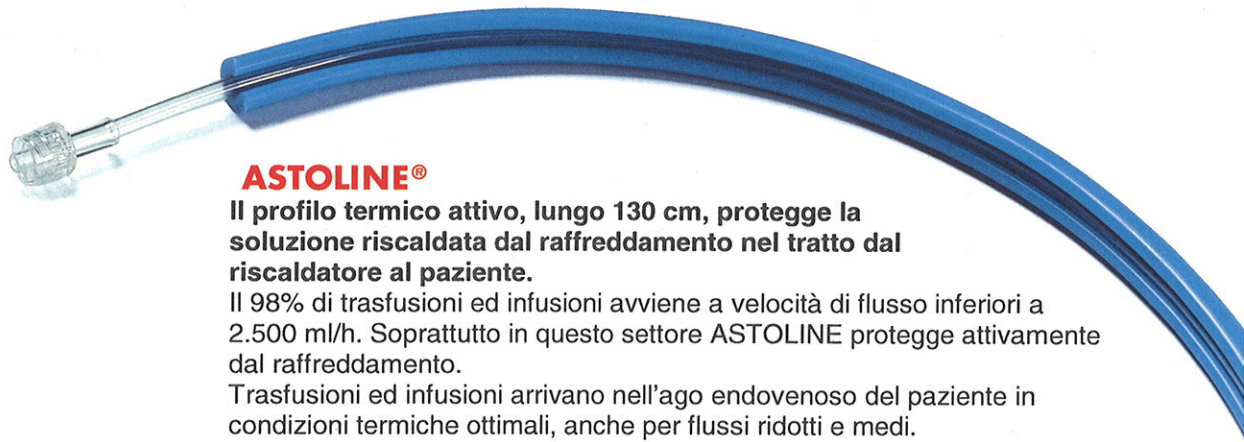 ASTOLINE®
Il profilo termico attivo, lungo 130 cm, protegge la
soluzione riscaldata dal raffreddamento nel tratto dal
riscaldatore al paziente.
Il 98% di trasfusioni ed infusioni avviene a velocità di flusso inferiori a
2.500 ml/h. Soprattutto in questo settore ASTOLINE protegge attivamente
dal raffreddamento.
Trasfusioni ed infusioni arrivano nell’ago endovenoso del paziente in
condizioni termiche ottimali, anche per flussi ridotti e medi.